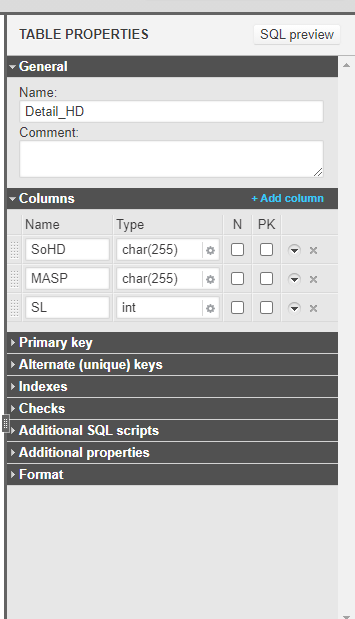 TABLE PROPERTIES SQL preview
General
Name:
Detail_HD
Comment:
Columns + Add column
Name Type N PK
SoHD char(255)
MASP char(255)
SL int
Primary key
Alternate (unique) keys
Indexes
Checks
Additional SQL scripts
Additional properties
Format